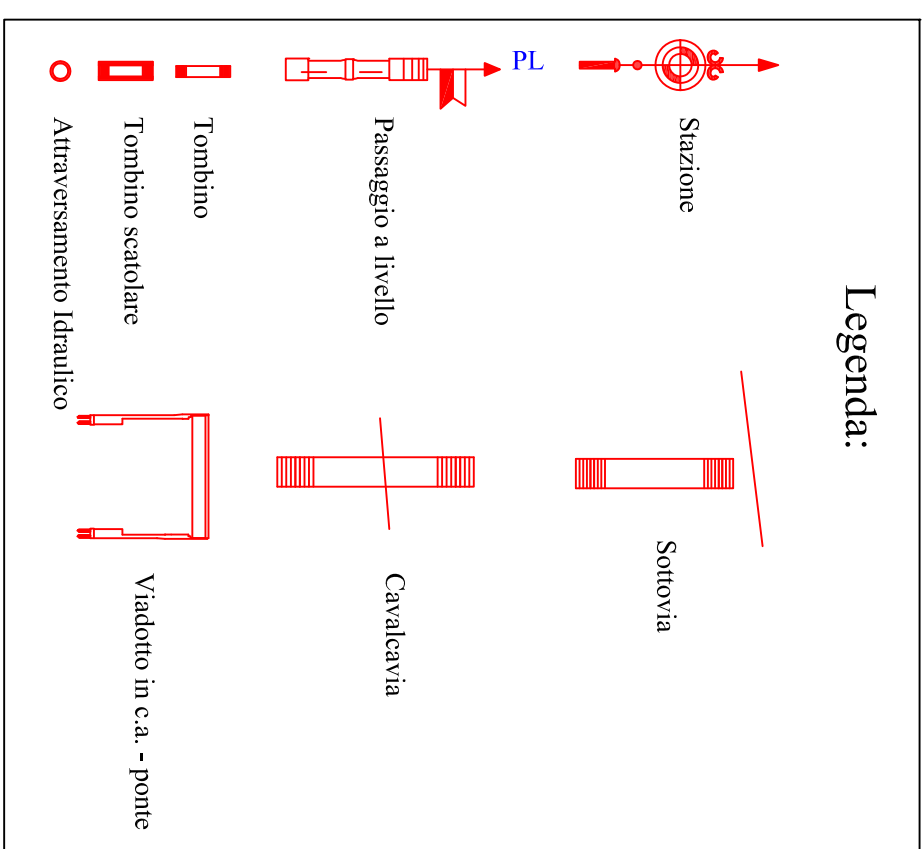 Legenda:
Stazione
Sottovia
PL
Passaggio a livello
Cavalcavia
Tombino
Tombino scatolare
Attraversamento Idraulico
Viadotto in c.a. - ponte